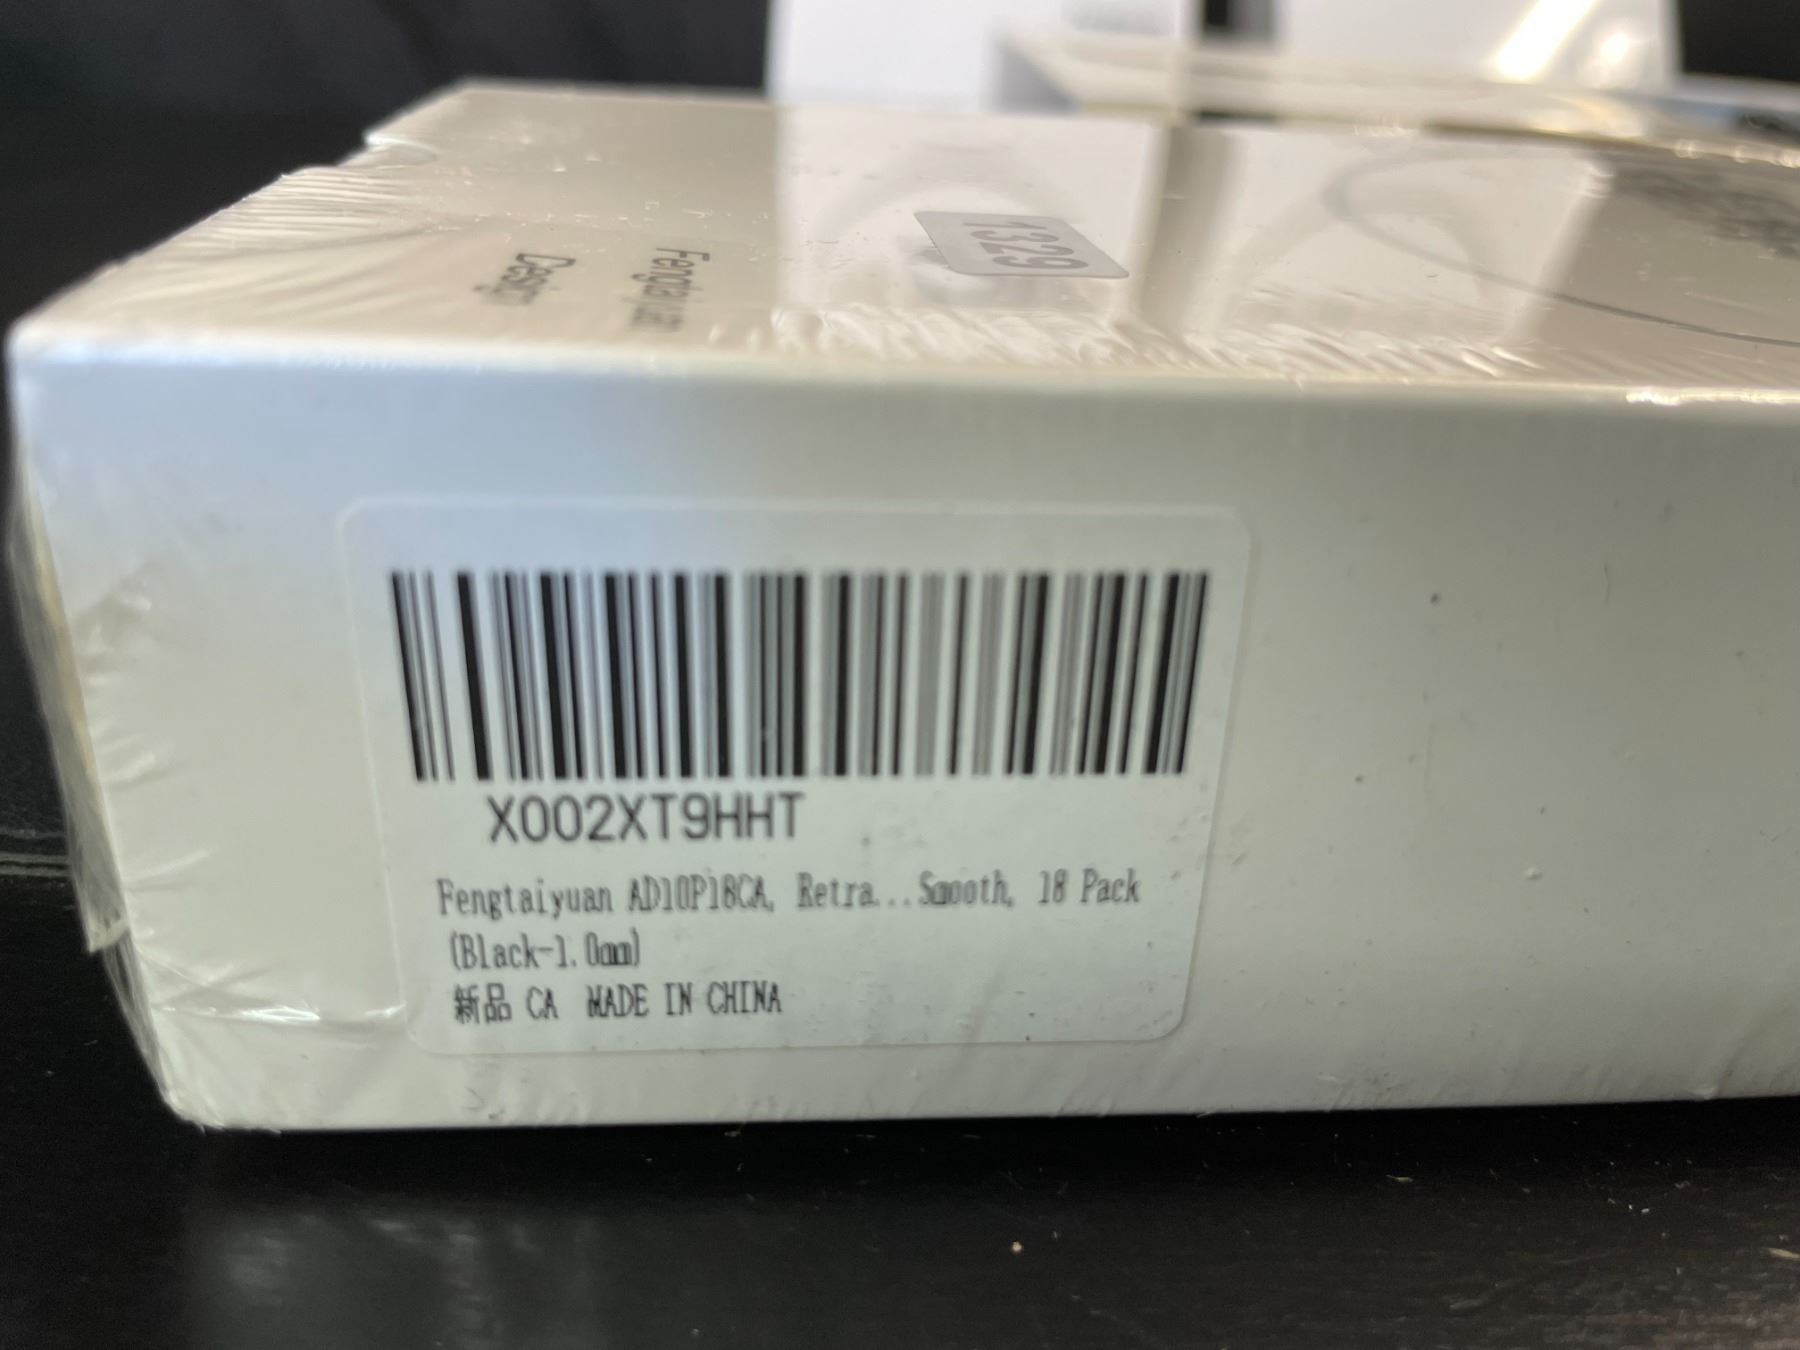 1329
Fengtaiyuan
Design
X002XT9HHT
Fengtaiyuan AD10P18CA, Retra...Smooth, 18 Pack
(Black-1.0mm)
新品 CA MADE IN CHINA